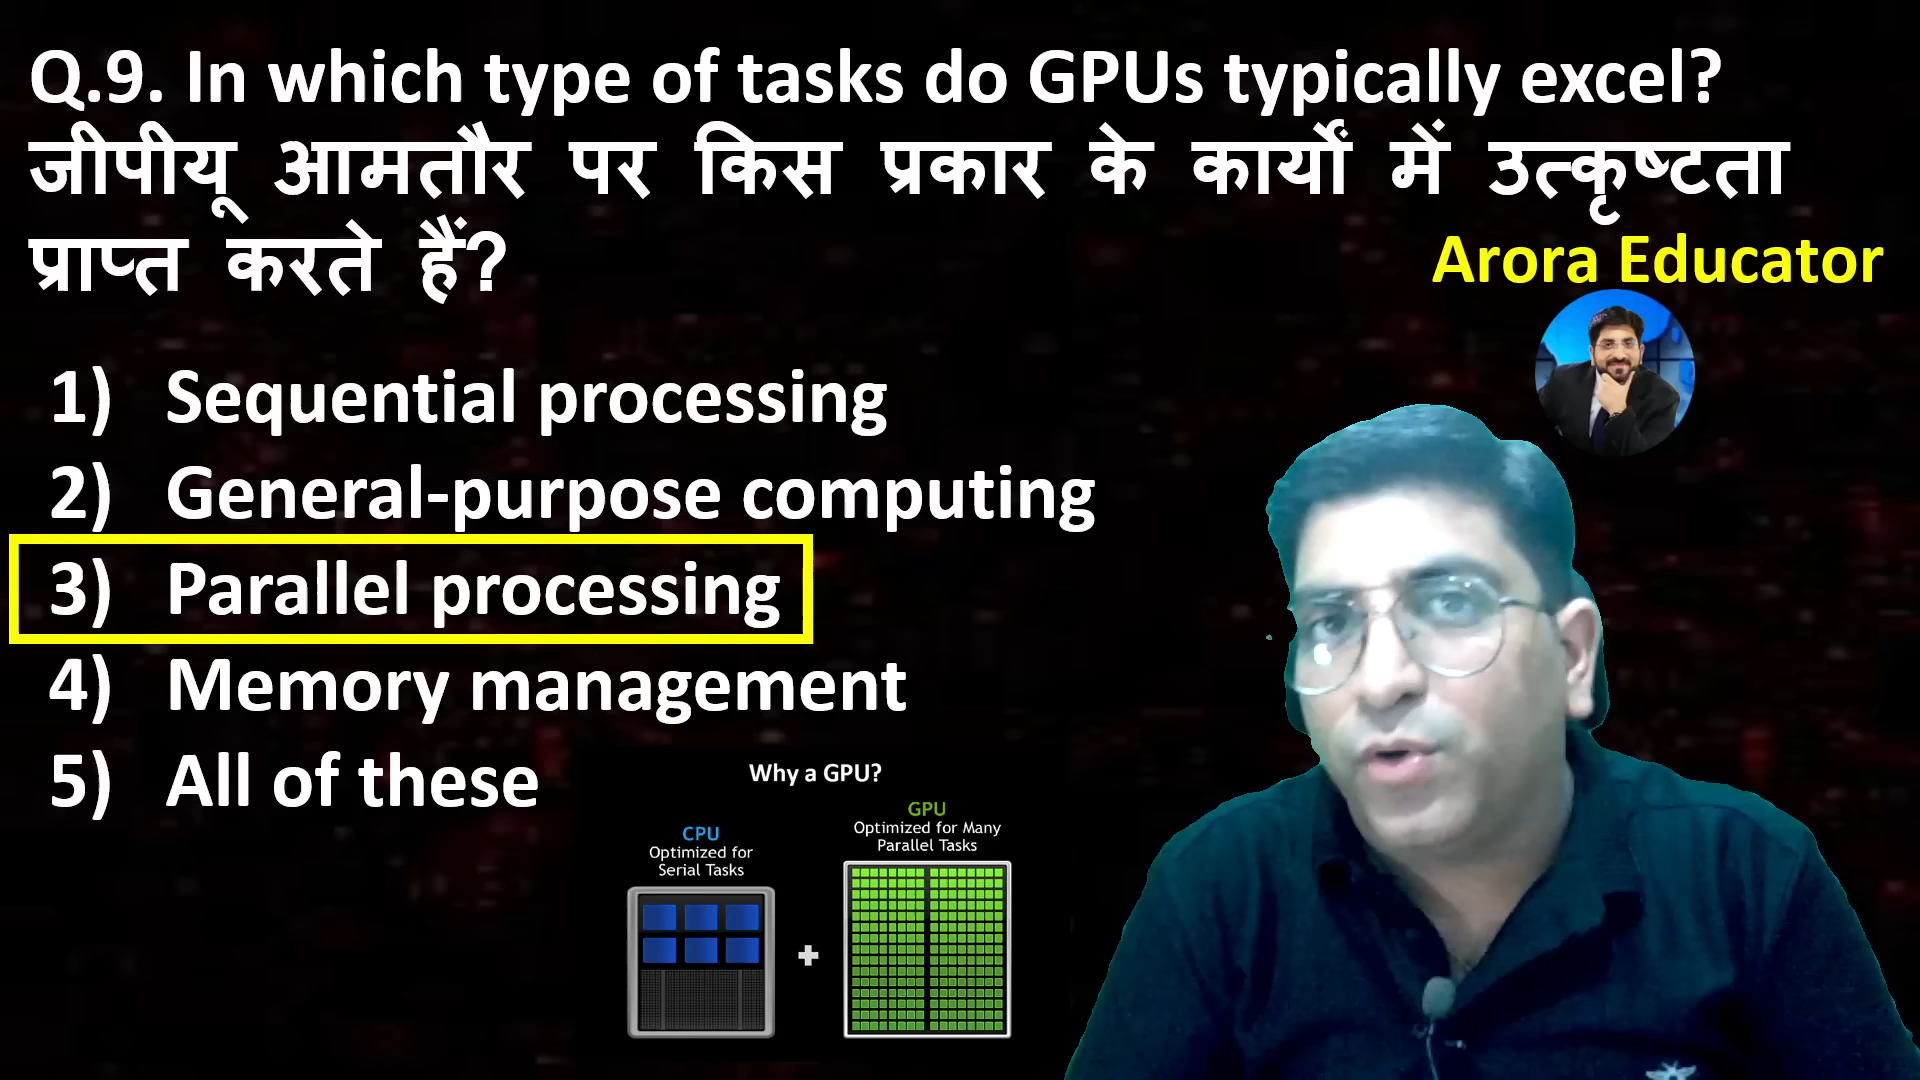 Q.9. In which type of tasks do GPUs typically excel?
जीपीयू आमतौर पर किस प्रकार के कार्यों में उत्कृष्टता
प्राप्त करते हैं?
Arora Educator
1) Sequential processing
2) General-purpose computing
3) Parallel processing
4) Memory management
5) All of these
Why a GPU?
CPU
Optimized for
Serial Tasks
GPU
Optimized for Many
Parallel Tasks